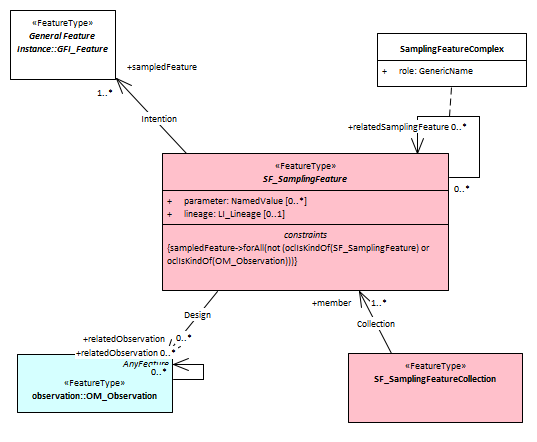 «FeatureType»
General Feature
Instance::GFI_Feature
SamplingFeatureComplex
+ role: GenericName
+sampledFeature
1..*
Intention
+relatedSamplingFeature 0..*
0..*
«FeatureType»
SF_SamplingFeature
+ parameter: NamedValue [0..*]
+ lineage: LI_Lineage [0..1]
constraints
{sampledFeature->forAll(not (oclIsKindOf(SF_SamplingFeature) or
oclIsKindOf(OM_Observation)))}
Design
+member
1..*
Collection
+relatedObservation 0..*
+relatedObservation 0..*
AnyFeature
0..*
«FeatureType»
observation::OM_Observation
«FeatureType»
SF_SamplingFeatureCollection